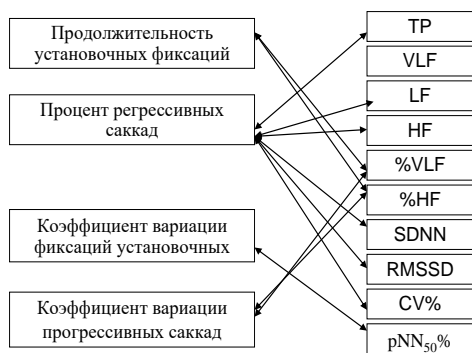 Продолжительность
установочных фиксаций
Процент регрессивных
саккад
Коэффициент вариации
фиксаций установочных
Коэффициент вариации
прогрессивных саккад
TP
VLF
LF
HF
%VLF
%HF
SDNN
RMSSD
CV%
pNN₅₀%